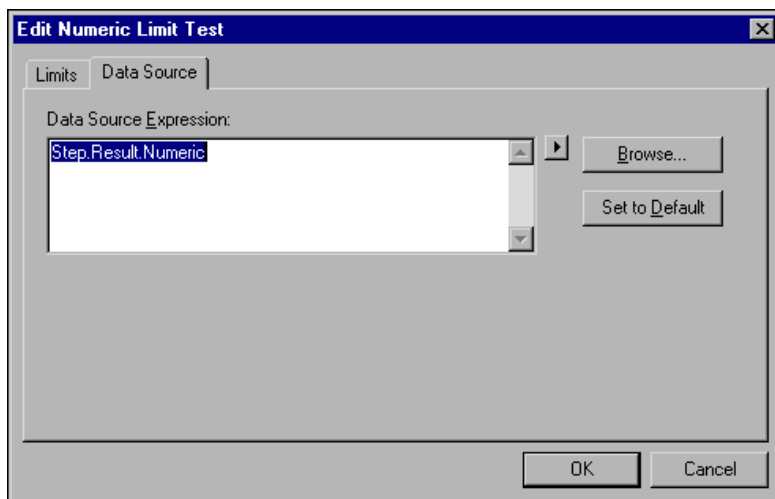 Edit Numeric Limit Test
Limits
Data Source
Data Source Expression:
Step.Result.Numeric
Browse...
Set to Default
OK
Cancel